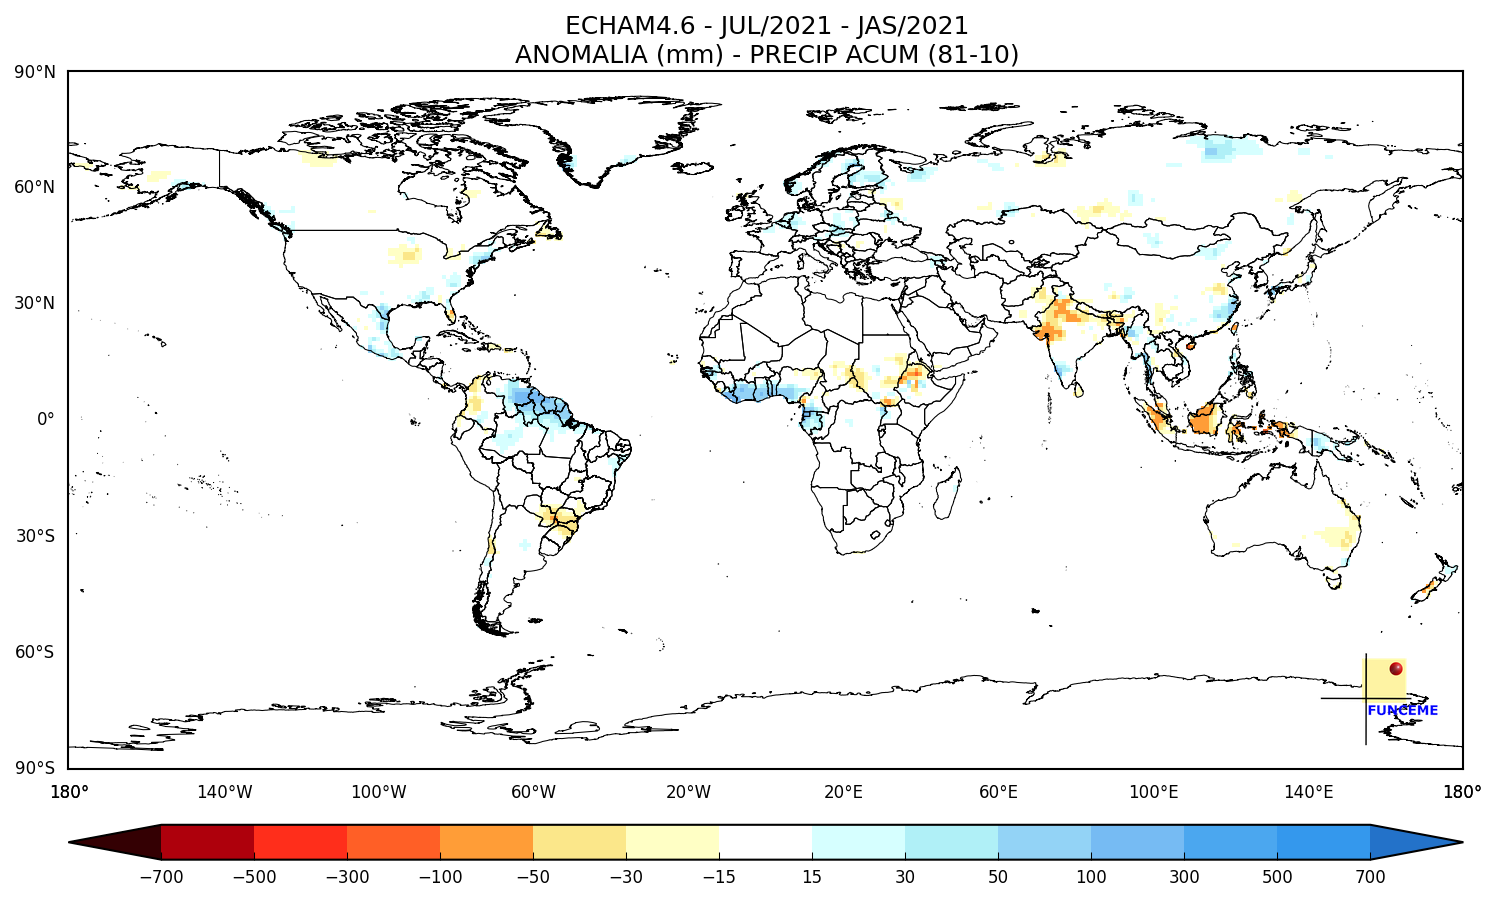 ECHAM4.6 - JUL/2021 - JAS/2021
ANOMALIA (mm) - PRECIP ACUM (81-10)
90°N
60°N
30°N
0°
30°S
60°S
90°S
FUNCEME
180° 140°W 100°W 60°W 20°W 20°E 60°E 100°E 140°E 180°
−700 −500 −300 −100 −50 −30 −15 15 30 50 100 300 500 700